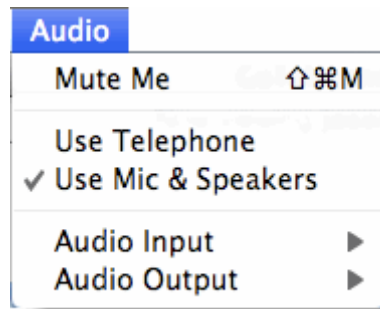 Audio
Mute Me ⇧⌘M
Use Telephone
✓ Use Mic & Speakers
Audio Input ▶
Audio Output ▶